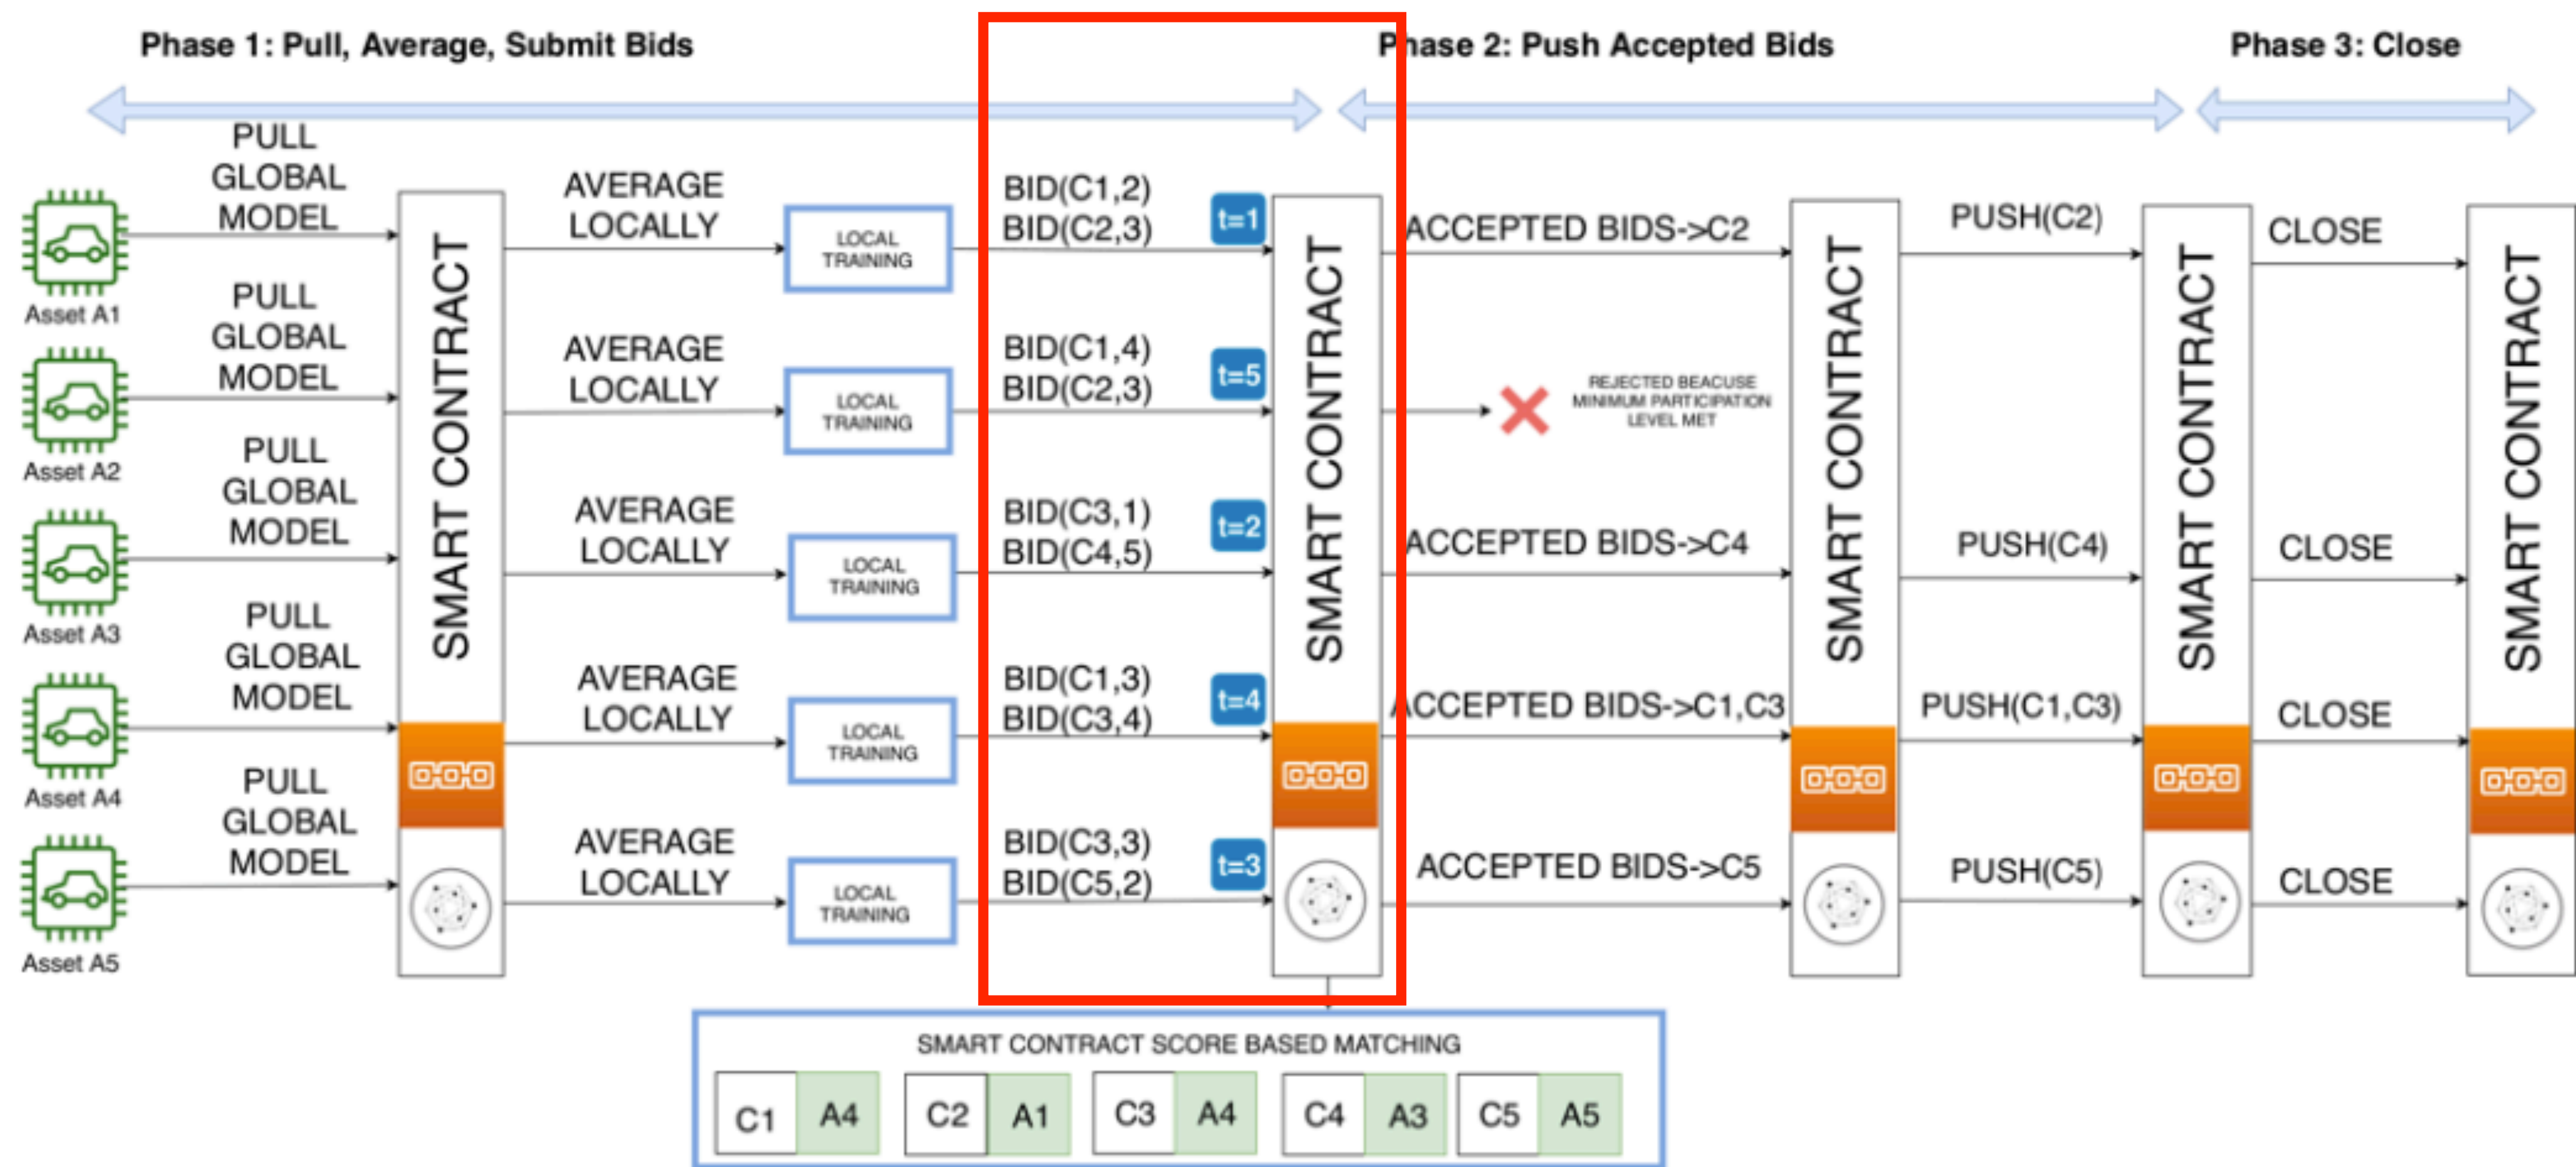 Phase 1: Pull, Average, Submit Bids
Phase 2: Push Accepted Bids
Phase 3: Close
PULL
GLOBAL
MODEL
Asset A1
AVERAGE
LOCALLY
LOCAL
TRAINING
BID(C1,2)
BID(C2,3)
t=1
ACCEPTED BIDS->C2
PUSH(C2)
CLOSE
PULL
GLOBAL
MODEL
Asset A2
AVERAGE
LOCALLY
LOCAL
TRAINING
BID(C1,4)
BID(C2,3)
t=5
REJECTED BEACUSE
MINIMUM PARTICIPATION
LEVEL MET
PULL
GLOBAL
MODEL
Asset A3
AVERAGE
LOCALLY
LOCAL
TRAINING
BID(C3,1)
BID(C4,5)
t=2
ACCEPTED BIDS->C4
PUSH(C4)
CLOSE
PULL
GLOBAL
MODEL
Asset A4
AVERAGE
LOCALLY
LOCAL
TRAINING
BID(C1,3)
BID(C3,4)
t=4
ACCEPTED BIDS->C1,C3
PUSH(C1,C3)
CLOSE
PULL
GLOBAL
MODEL
Asset A5
AVERAGE
LOCALLY
LOCAL
TRAINING
BID(C3,3)
BID(C5,2)
t=3
ACCEPTED BIDS->C5
PUSH(C5)
CLOSE
SMART CONTRACT
SMART CONTRACT
SMART CONTRACT
SMART CONTRACT
SMART CONTRACT
SMART CONTRACT SCORE BASED MATCHING
C1 A4 C2 A1 C3 A4 C4 A3 C5 A5